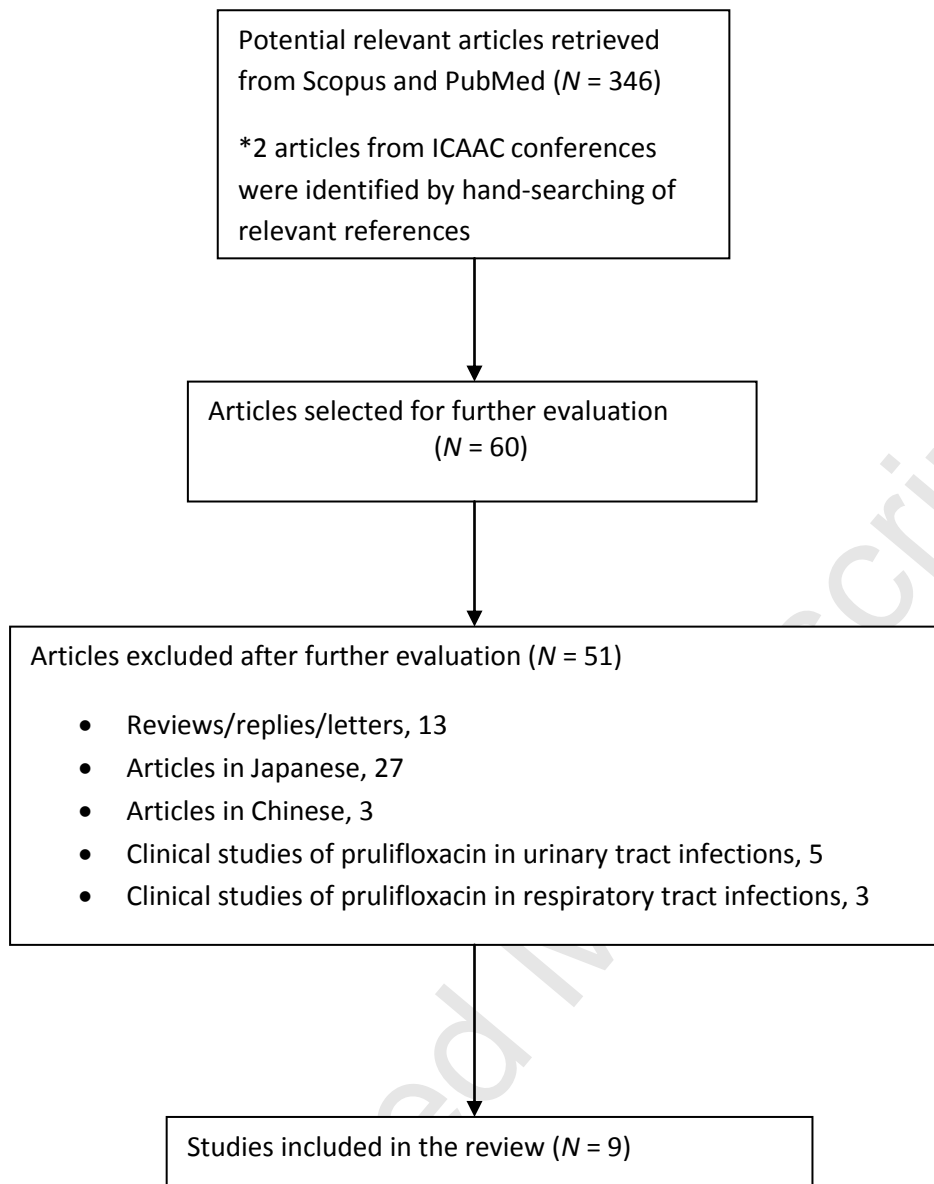 Potential relevant articles retrieved
from Scopus and PubMed (N = 346)
*2 articles from ICAAC conferences
were identified by hand-searching of
relevant references
Articles selected for further evaluation
(N = 60)
Articles excluded after further evaluation (N = 51)
• Reviews/replies/letters, 13
• Articles in Japanese, 27
• Articles in Chinese, 3
• Clinical studies of prulifloxacin in urinary tract infections, 5
• Clinical studies of prulifloxacin in respiratory tract infections, 3
Studies included in the review (N = 9)